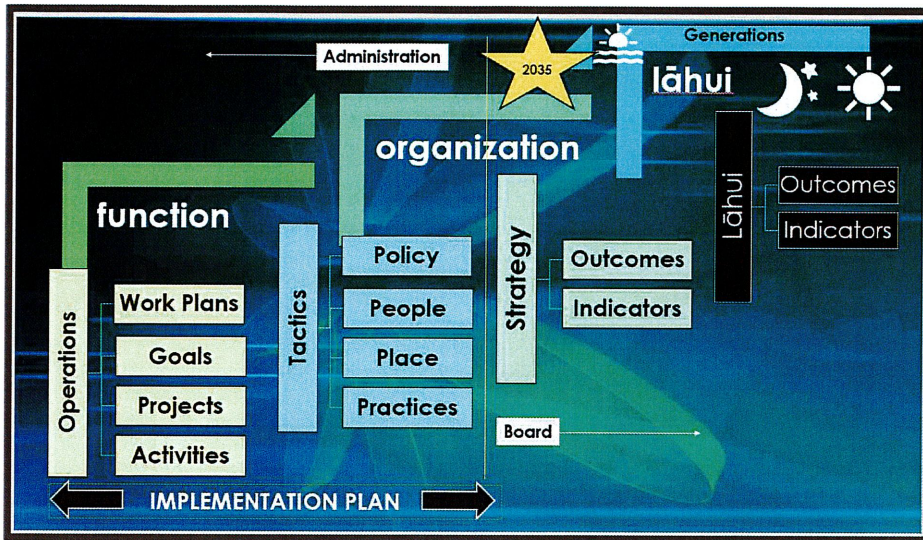 Generations
Administration
2035
lāhui
organization
function
Operations
Work Plans
Goals
Projects
Activities
Tactics
Policy
People
Place
Practices
Strategy
Outcomes
Indicators
Lāhui
Outcomes
Indicators
Board
IMPLEMENTATION PLAN